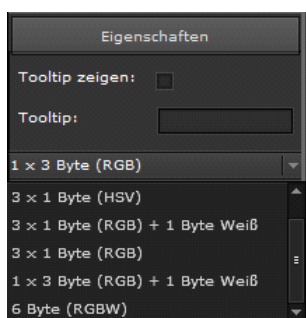 Eigenschaften
Tooltip zeigen:
Tooltip:
1 x 3 Byte (RGB)
3 x 1 Byte (HSV)
3 x 1 Byte (RGB) + 1 Byte Weiß
3 x 1 Byte (RGB)
1 x 3 Byte (RGB) + 1 Byte Weiß
6 Byte (RGBW)